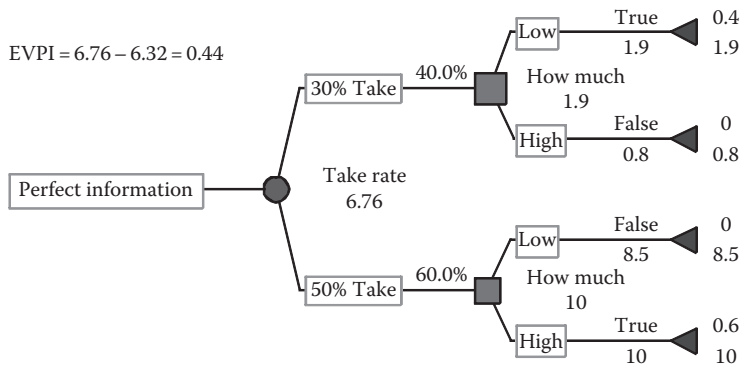 EVPI = 6.76 – 6.32 = 0.44
Perfect information
Take rate
6.76
30% Take
40.0%
How much
1.9
Low
True
1.9
0.4
1.9
High
False
0.8
0
0.8
50% Take
60.0%
How much
10
Low
False
8.5
0
8.5
High
True
10
0.6
10